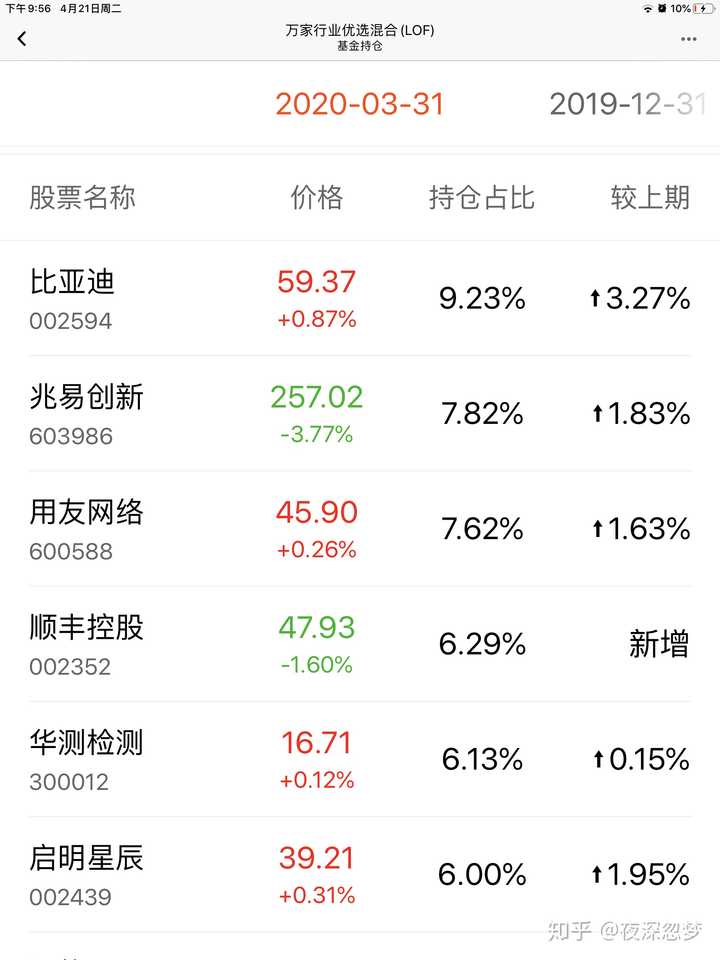 下午9:56 4月21日周二
10%
万家行业优选混合(LOF)
基金持仓
2020-03-31 2019-12-31
股票名称 价格 持仓占比 较上期
比亚迪 59.37 9.23% ⬆3.27%
002594 +0.87%
兆易创新 257.02 7.82% ⬆1.83%
603986 -3.77%
用友网络 45.90 7.62% ⬆1.63%
600588 +0.26%
顺丰控股 47.93 6.29% 新增
002352 -1.60%
华测检测 16.71 6.13% ⬆0.15%
300012 +0.12%
启明星辰 39.21 6.00% ⬆1.95%
002439 +0.31%
知乎 @夜深忽梦